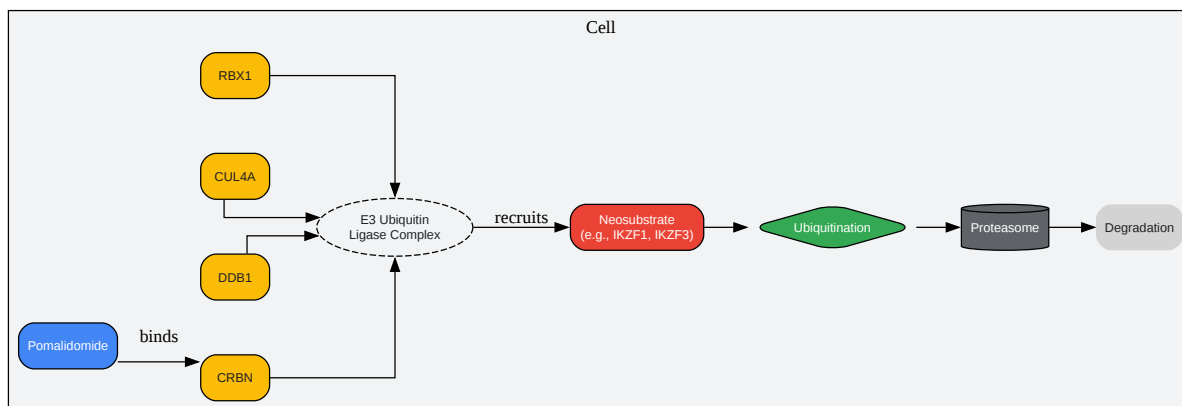 Cell
RBX1
CUL4A
E3 Ubiquitin
Ligase Complex
recruits
Neosubstrate
(e.g., IKZF1, IKZF3)
Ubiquitination
Proteasome
Degradation
DDB1
Pomalidomide
binds
CRBN